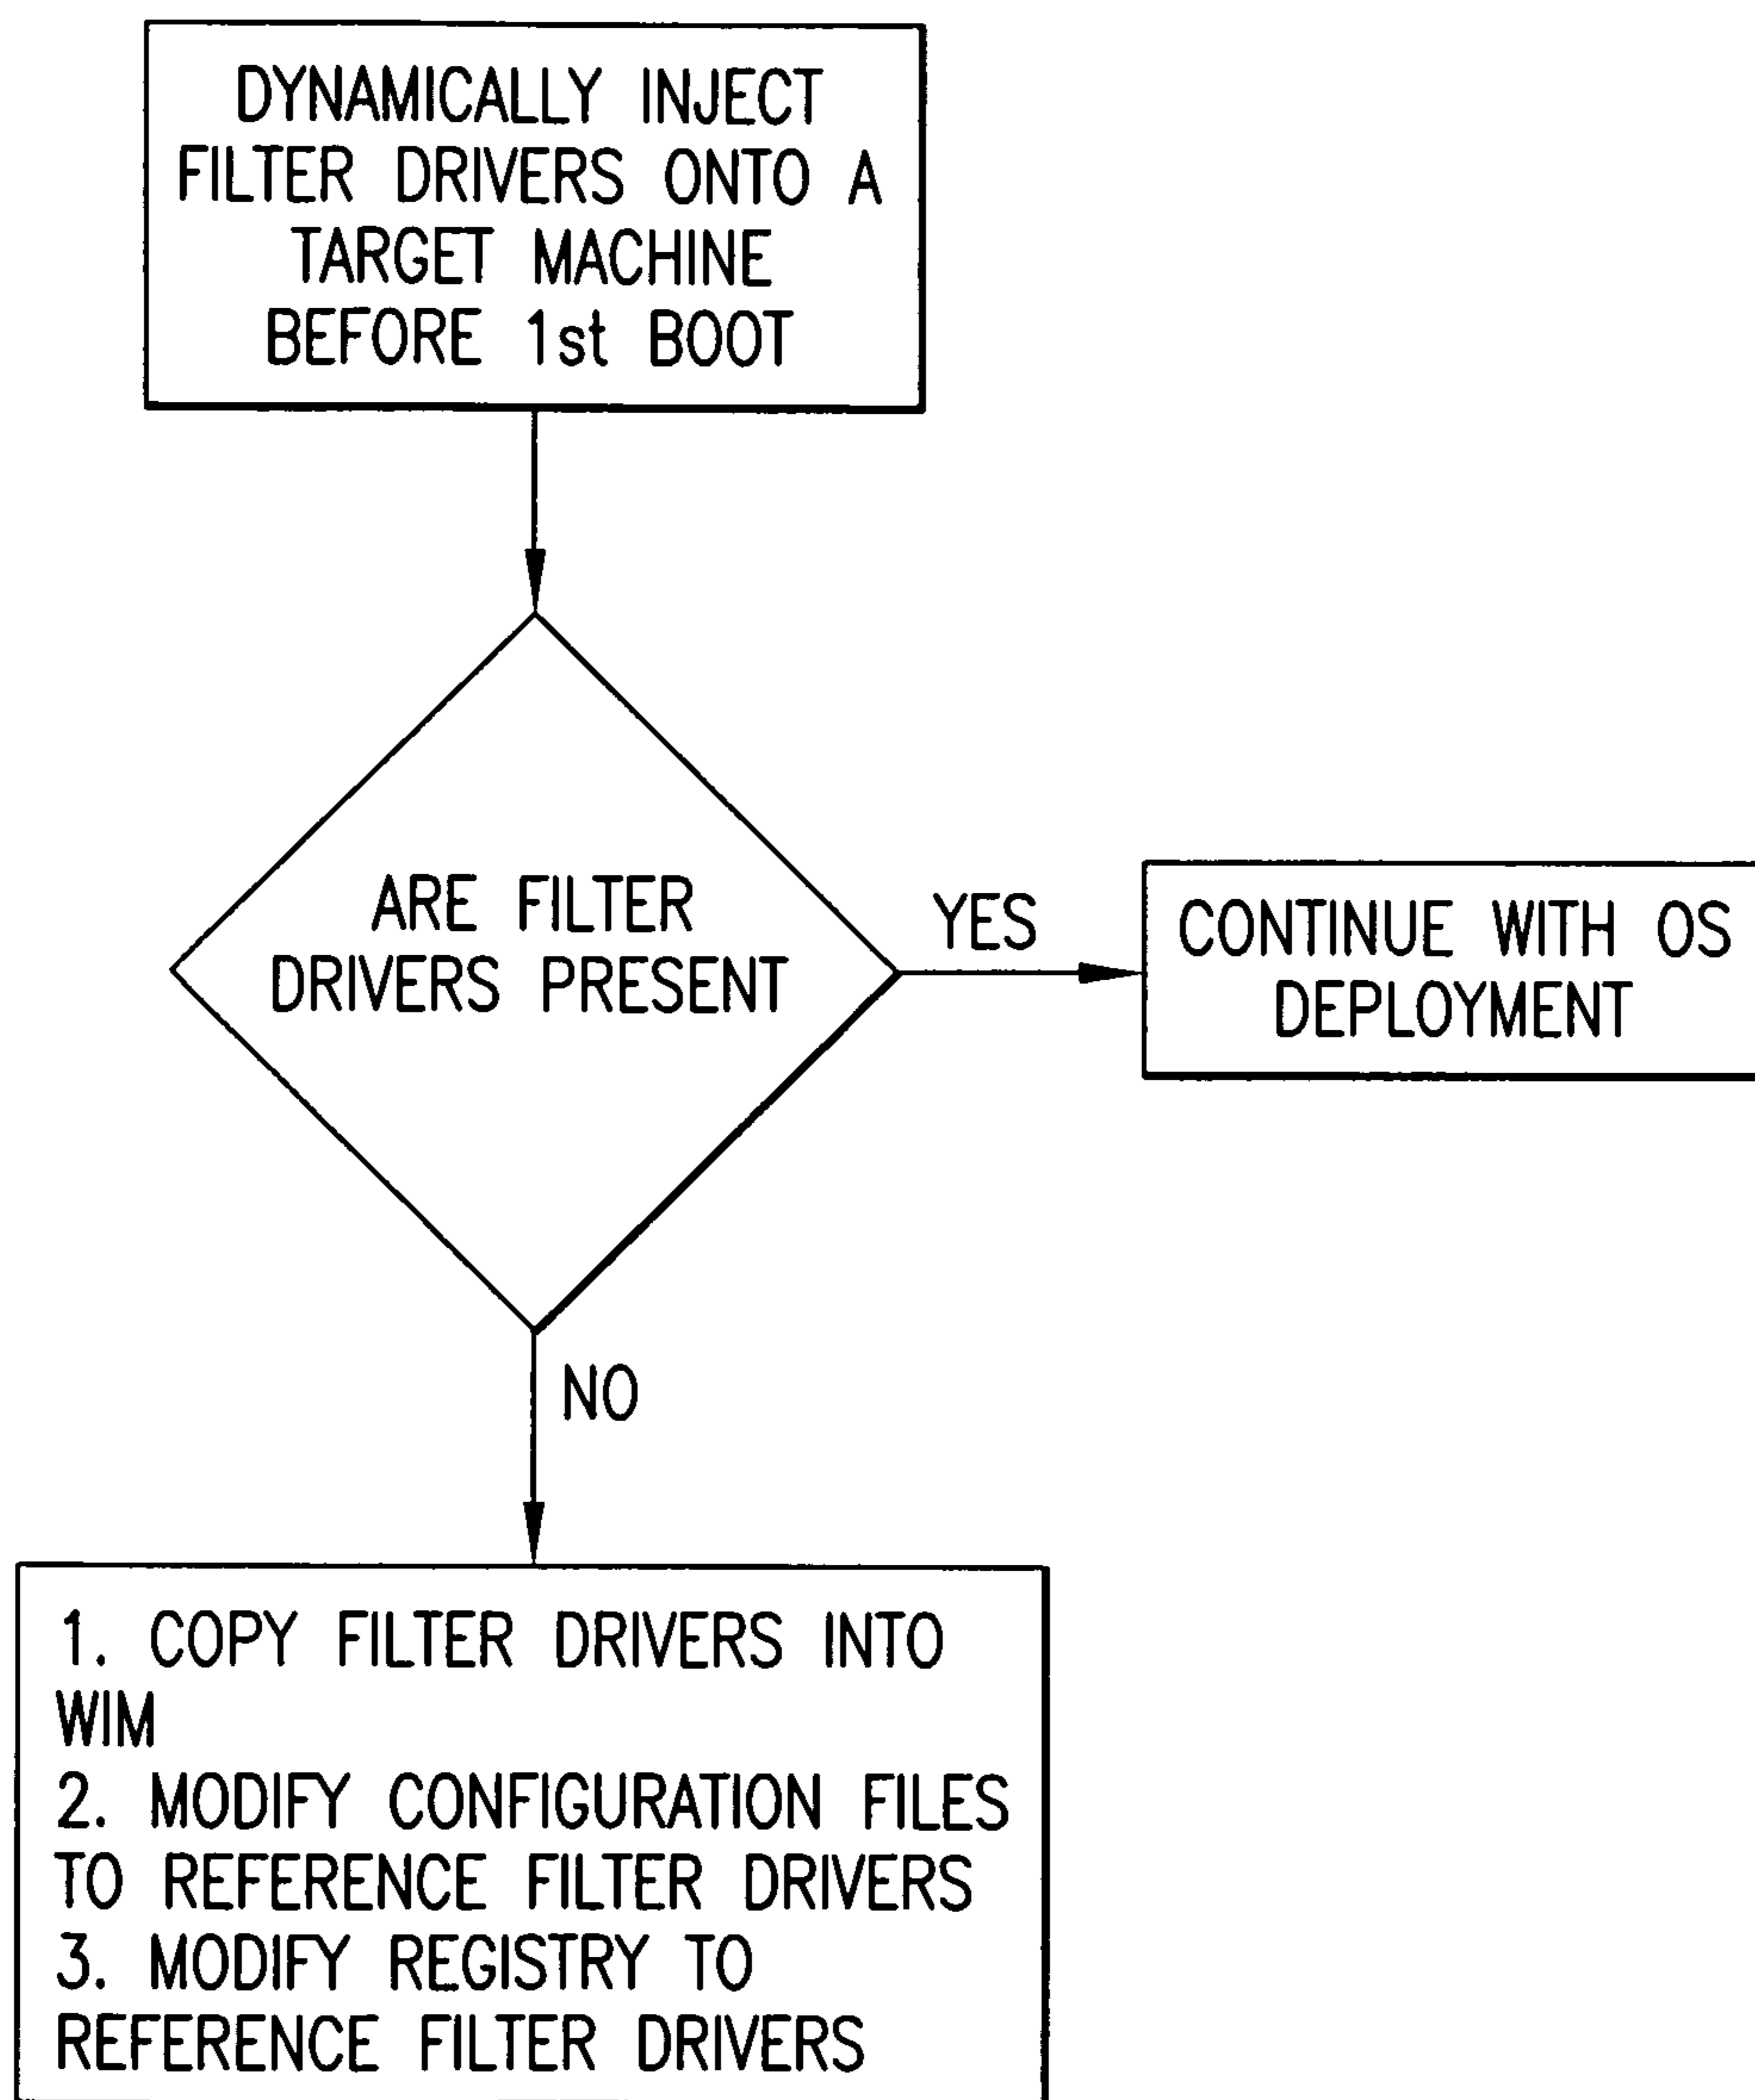 DYNAMICALLY INJECT
FILTER DRIVERS ONTO A
TARGET MACHINE
BEFORE 1st BOOT
ARE FILTER
DRIVERS PRESENT
YES
CONTINUE WITH OS
DEPLOYMENT
NO
1. COPY FILTER DRIVERS INTO
WIM
2. MODIFY CONFIGURATION FILES
TO REFERENCE FILTER DRIVERS
3. MODIFY REGISTRY TO
REFERENCE FILTER DRIVERS